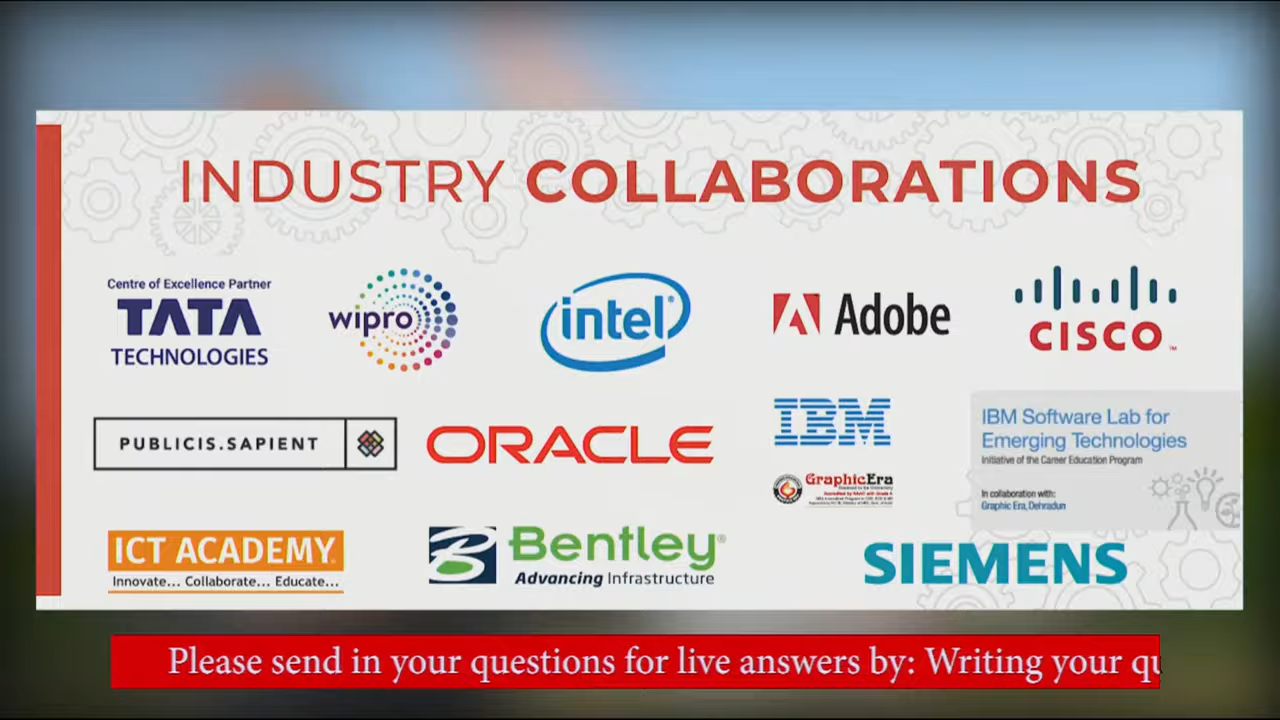 INDUSTRY COLLABORATIONS
Centre of Excellence Partner
TATA
TECHNOLOGIES
wipro
intel®
Adobe
CISCO™
PUBLICIS.SAPIENT
ORACLE
IBM
GraphicEra
IBM Software Lab for
Emerging Technologies
Initiative of the Career Education Program
In collaboration with:
Graphic Era, Dehradun
ICT ACADEMY
Innovate... Collaborate... Educate...
Bentley®
Advancing Infrastructure
SIEMENS
Please send in your questions for live answers by: Writing your qu